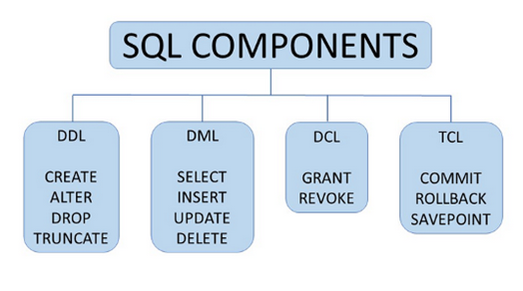 SQL COMPONENTS
DDL
CREATE
ALTER
DROP
TRUNCATE
DML
SELECT
INSERT
UPDATE
DELETE
DCL
GRANT
REVOKE
TCL
COMMIT
ROLLBACK
SAVEPOINT